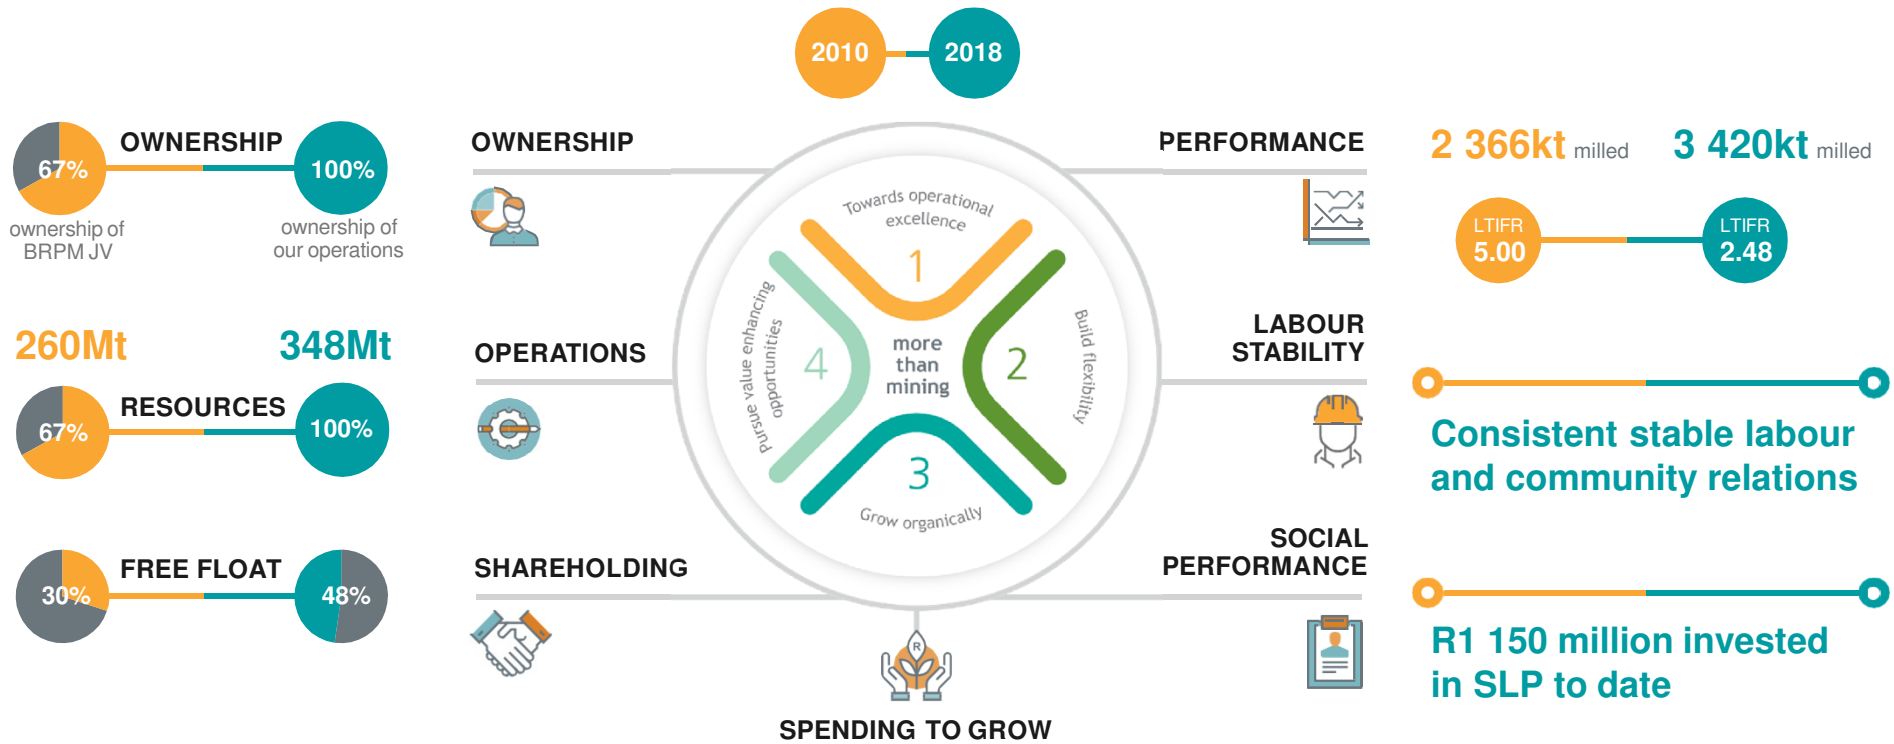 2010
2018
OWNERSHIP
67%
100%
ownership of
BRPM JV
ownership of
our operations
260Mt
348Mt
RESOURCES
67%
100%
FREE FLOAT
30%
48%
OWNERSHIP
OPERATIONS
SHAREHOLDING
Towards operational
excellence
1
Build flexibility
2
Grow organically
3
Pursue value enhancing
opportunities
4
more
than
mining
R
SPENDING TO GROW
PERFORMANCE
LABOUR
STABILITY
SOCIAL
PERFORMANCE
2 366kt milled
3 420kt milled
LTIFR
5.00
LTIFR
2.48
Consistent stable labour
and community relations
R1 150 million invested
in SLP to date